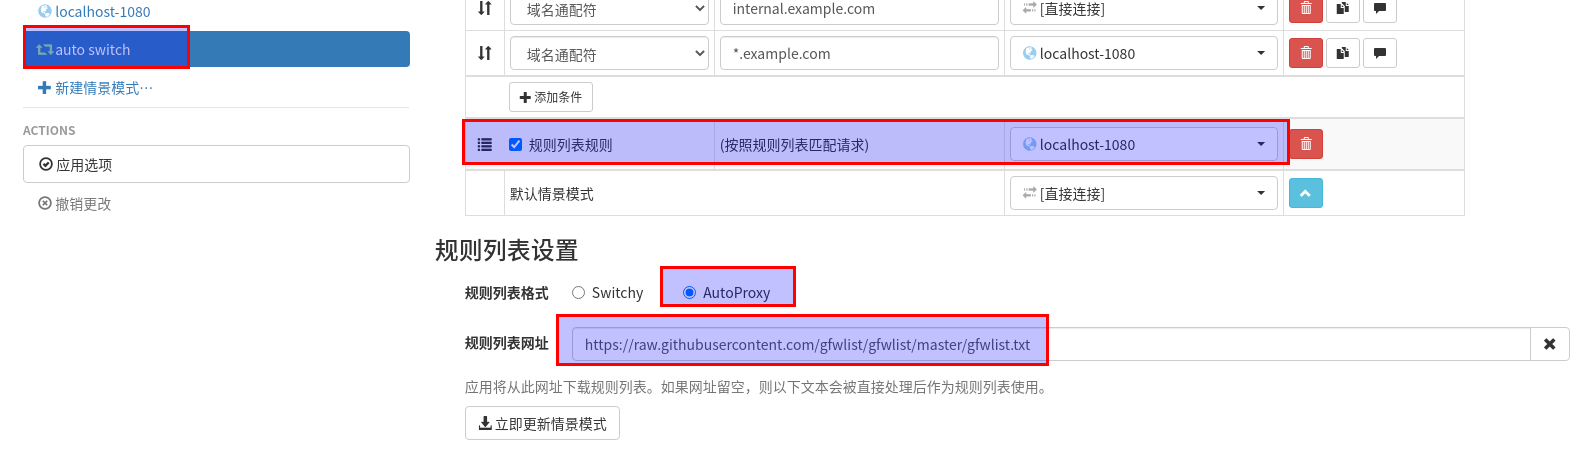 localhost-1080
auto switch
新建情景模式…
ACTIONS
应用选项
撤销更改
域名通配符 internal.example.com [直接连接]
域名通配符 *.example.com localhost-1080
添加条件
规则列表规则 (按照规则列表匹配请求) localhost-1080
默认情景模式 [直接连接]
规则列表设置
规则列表格式 Switchy AutoProxy
规则列表网址 https://raw.githubusercontent.com/gfwlist/gfwlist/master/gfwlist.txt
应用将从此网址下载规则列表。如果网址留空，则以下文本会被直接处理后作为规则列表使用。
立即更新情景模式